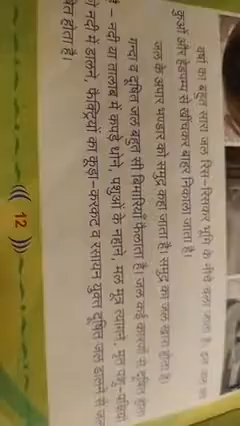 वर्षा का बहुत सारा जल रिस-रिसकर भूमि के नीचे चला जाता है, इस जल को
कुओं और हैंडपम्प से खींचकर बाहर निकाला जाता है।
जल के अपार भण्डार को समुद्र कहा जाता है। समुद्र का जल खारा होता है।
गन्दा व दूषित जल बहुत सी बिमारियाँ फैलाता है। जल कई कारणों से दूषित होता
– नदी या तालाब में कपड़े धोने, पशुओं के नहाने, मल मूत्र त्यागने, मृत पशु-पक्षियों
नदी में डालने, फैक्ट्रियों का कूड़ा-करकट व रसायन युक्त दूषित जल डालने से जल
षित होता है।
12